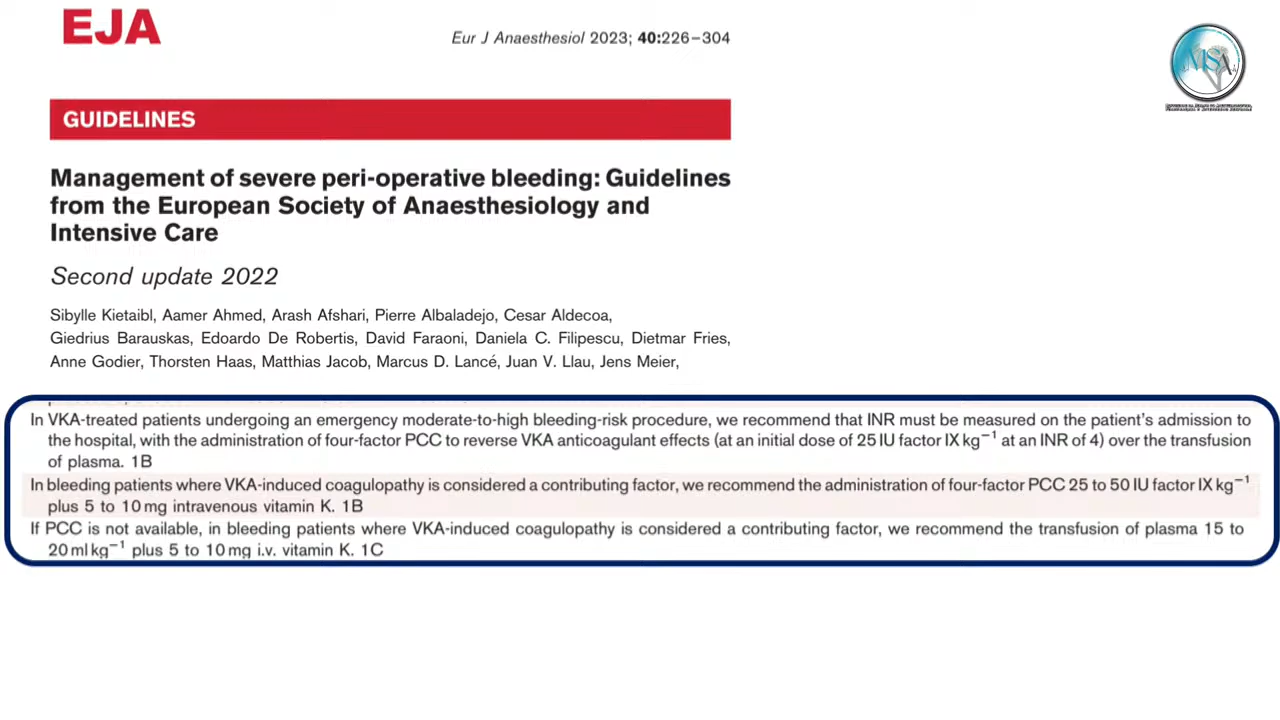 EJA
Eur J Anaesthesiol 2023; 40:226–304
MSA
GUIDELINES
Management of severe peri-operative bleeding: Guidelines
from the European Society of Anaesthesiology and
Intensive Care
Second update 2022
Sibylle Kietaibl, Aamer Ahmed, Arash Afshari, Pierre Albaladejo, Cesar Aldecoa,
Giedrius Barauskas, Edoardo De Robertis, David Faraoni, Daniela C. Filipescu, Dietmar Fries,
Anne Godier, Thorsten Haas, Matthias Jacob, Marcus D. Lancé, Juan V. Llau, Jens Meier,
In VKA-treated patients undergoing an emergency moderate-to-high bleeding-risk procedure, we recommend that INR must be measured on the patient's admission to
the hospital, with the administration of four-factor PCC to reverse VKA anticoagulant effects (at an initial dose of 25 IU factor IX kg⁻¹ at an INR of 4) over the transfusion
of plasma. 1B
In bleeding patients where VKA-induced coagulopathy is considered a contributing factor, we recommend the administration of four-factor PCC 25 to 50 IU factor IX kg⁻¹
plus 5 to 10 mg intravenous vitamin K. 1B
If PCC is not available, in bleeding patients where VKA-induced coagulopathy is considered a contributing factor, we recommend the transfusion of plasma 15 to
20 ml kg⁻¹ plus 5 to 10 mg i.v. vitamin K. 1C